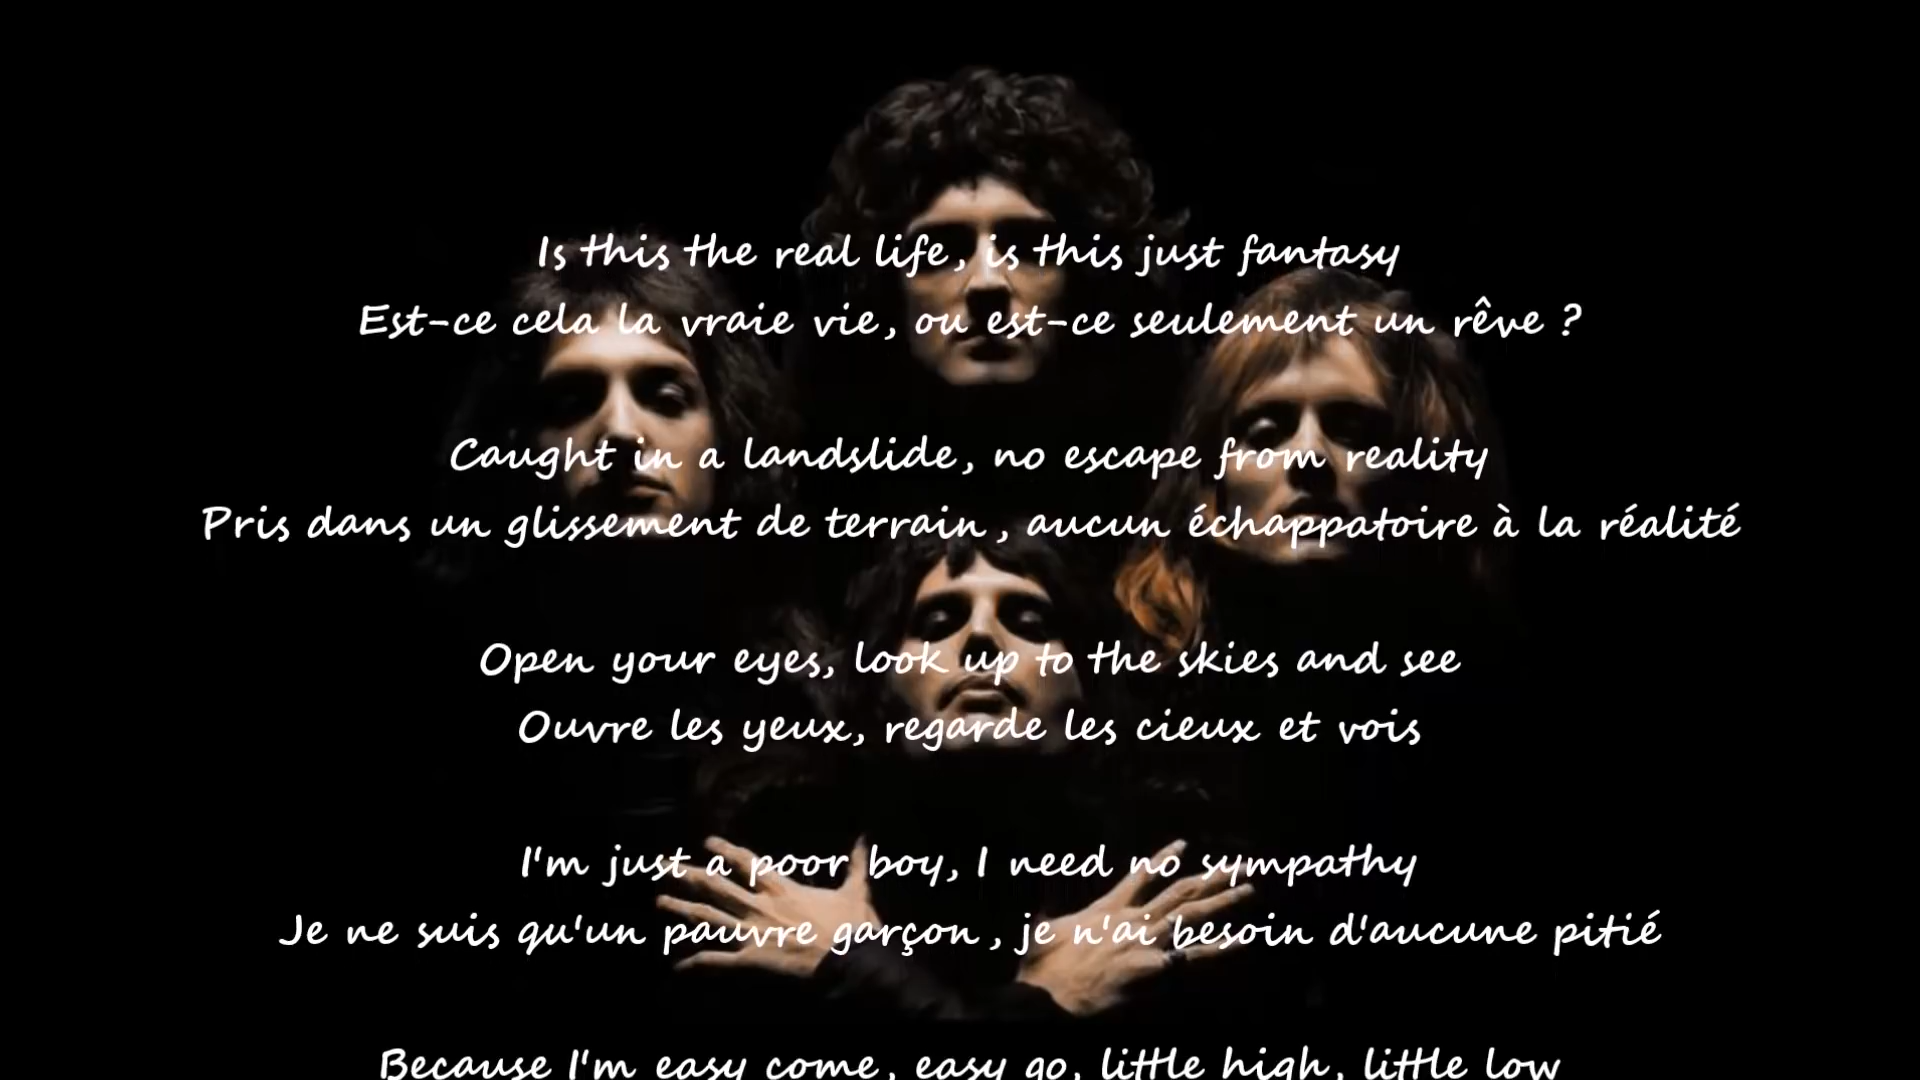 Is this the real life, is this just fantasy
Est-ce cela la vraie vie, ou est-ce seulement un rêve ?
Caught in a landslide, no escape from reality
Pris dans un glissement de terrain, aucun échappatoire à la réalité
Open your eyes, look up to the skies and see
Ouvre les yeux, regarde les cieux et vois
I'm just a poor boy, I need no sympathy
Je ne suis qu'un pauvre garçon, je n'ai besoin d'aucune pitié
Because I'm easy come, easy go, little high, little low